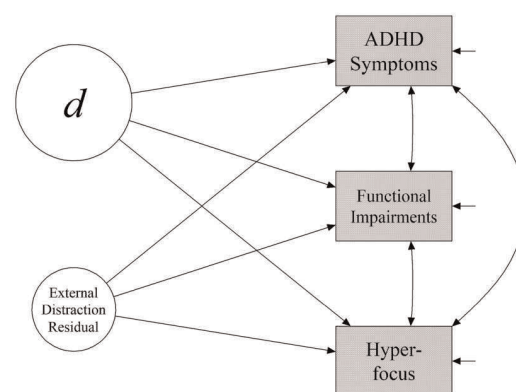 d
ADHD
Symptoms
Functional
Impairments
External
Distraction
Residual
Hyper-
focus